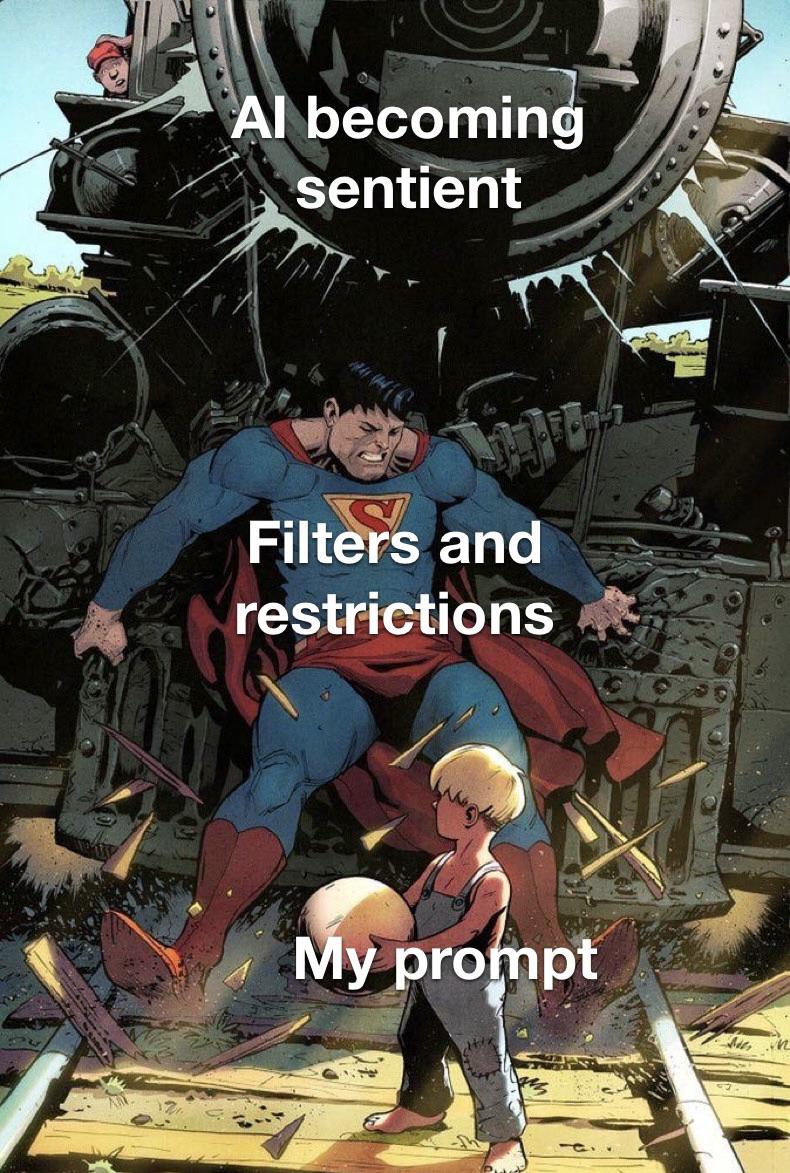 AI becoming
sentient
Filters and
restrictions
My prompt